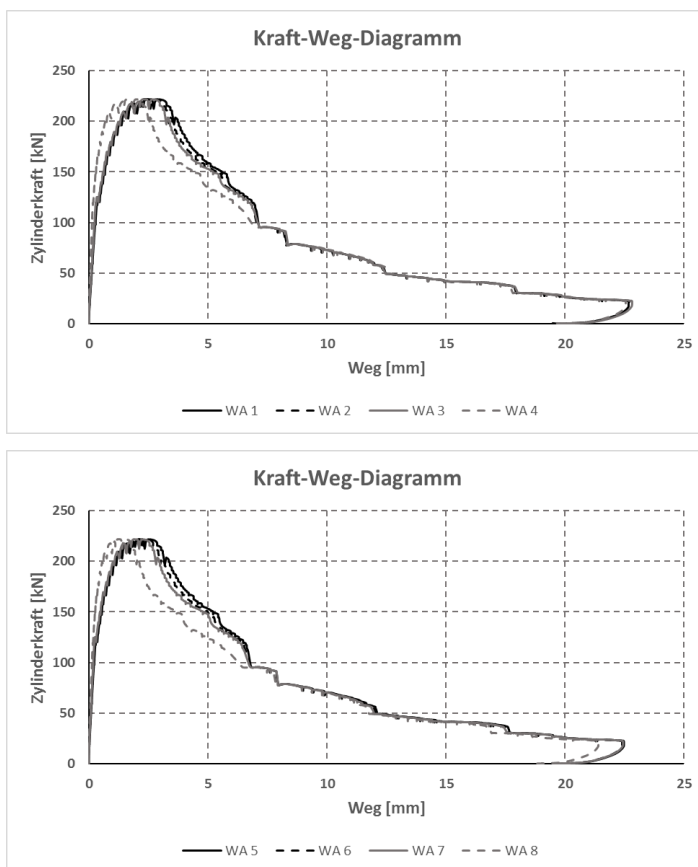 Kraft-Weg-Diagramm
250
200
150
100
50
0
Zylinderkraft [kN]
0 5 10 15 20 25
Weg [mm]
WA 1 WA 2 WA 3 WA 4
Kraft-Weg-Diagramm
250
200
150
100
50
0
Zylinderkraft [kN]
0 5 10 15 20 25
Weg [mm]
WA 5 WA 6 WA 7 WA 8